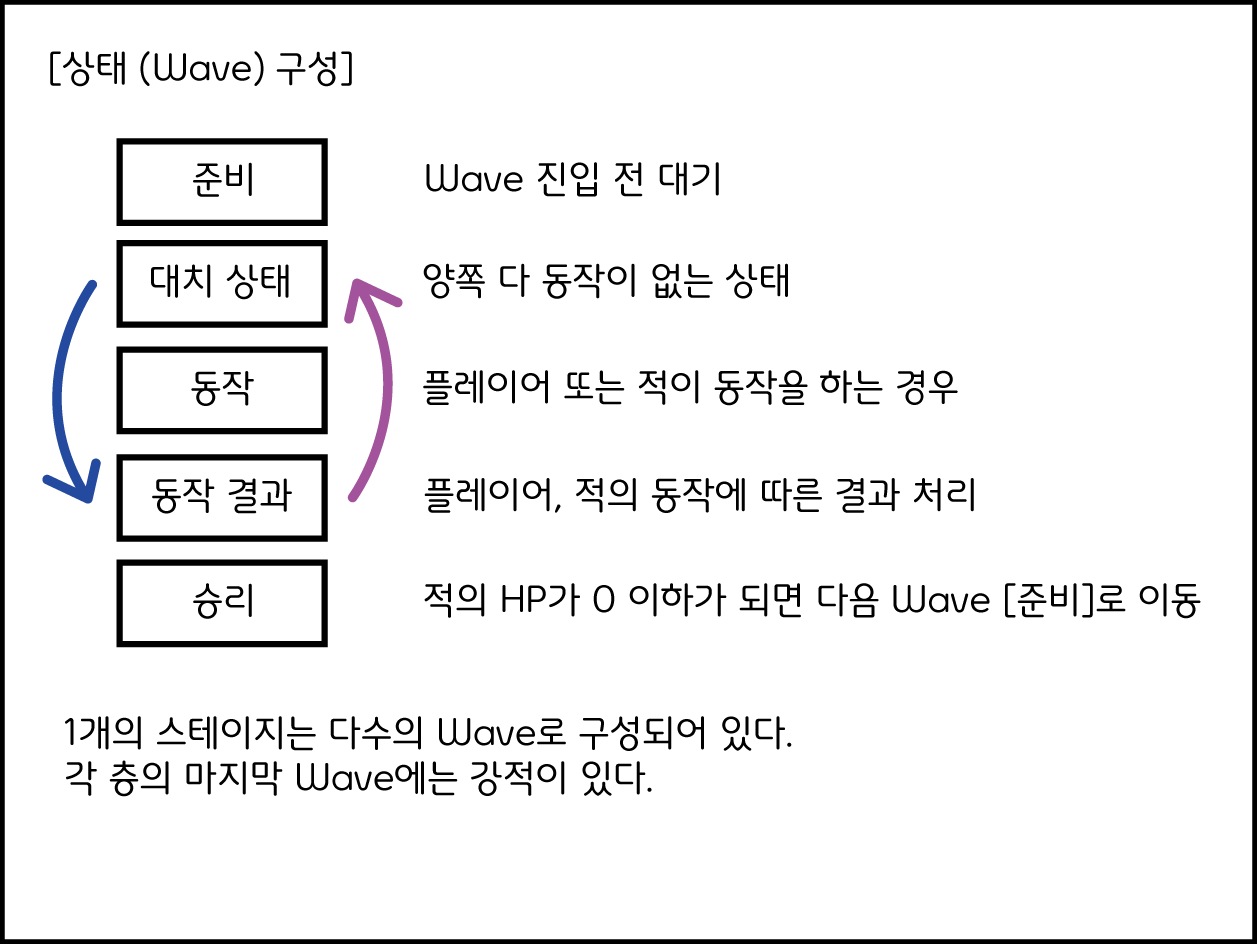 [상태 (Wave) 구성]
준비 Wave 진입 전 대기
대치 상태 양쪽 다 동작이 없는 상태
동작 플레이어 또는 적이 동작을 하는 경우
동작 결과 플레이어, 적의 동작에 따른 결과 처리
승리 적의 HP가 0 이하가 되면 다음 Wave [준비]로 이동
1개의 스테이지는 다수의 Wave로 구성되어 있다.
각 층의 마지막 Wave에는 강적이 있다.